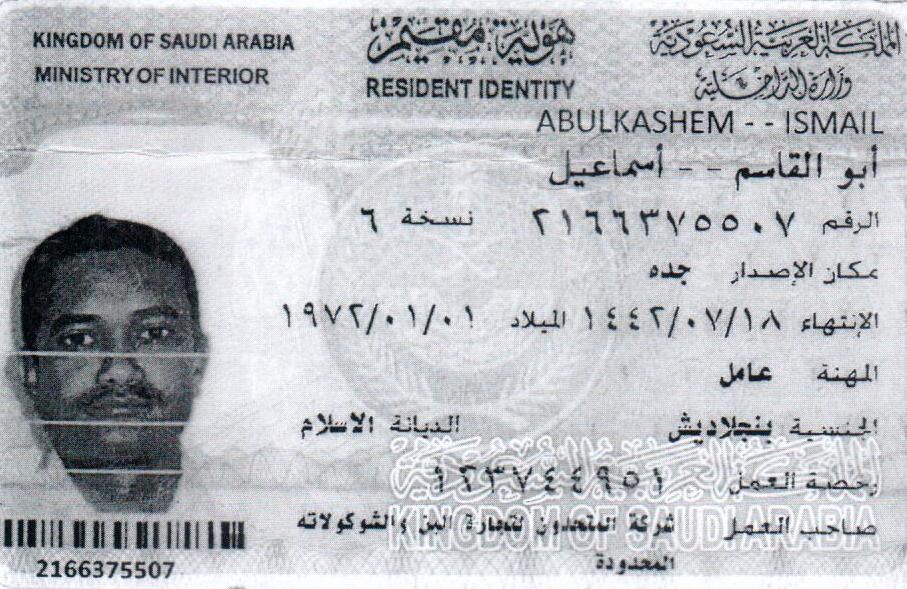 KINGDOM OF SAUDI ARABIA
MINISTRY OF INTERIOR
هوية مقيم
RESIDENT IDENTITY
المملكة العربية السعودية
وزارة الداخلية
ABULKASHEM - - ISMAIL
أبو القاسم -- أسماعيل
الرقم ٢١٦٦٣٧٥٥٠٧ نسخة ٦
مكان الإصدار جده
الإنتهاء ١٤٤٢/٠٧/١٨ الميلاد ١٩٧٢/٠١/٠١
المهنة عامل
الجنسية بنجلاديش الديانة الاسلام
رخصة العمل ١٢٣٧٤٤٩٥١
صاحب العمل شركة المتحدون لتجارة البن والشوكولاته
المحدودة
المملكة العربية السعودية
KINGDOM OF SAUDI ARABIA
2166375507